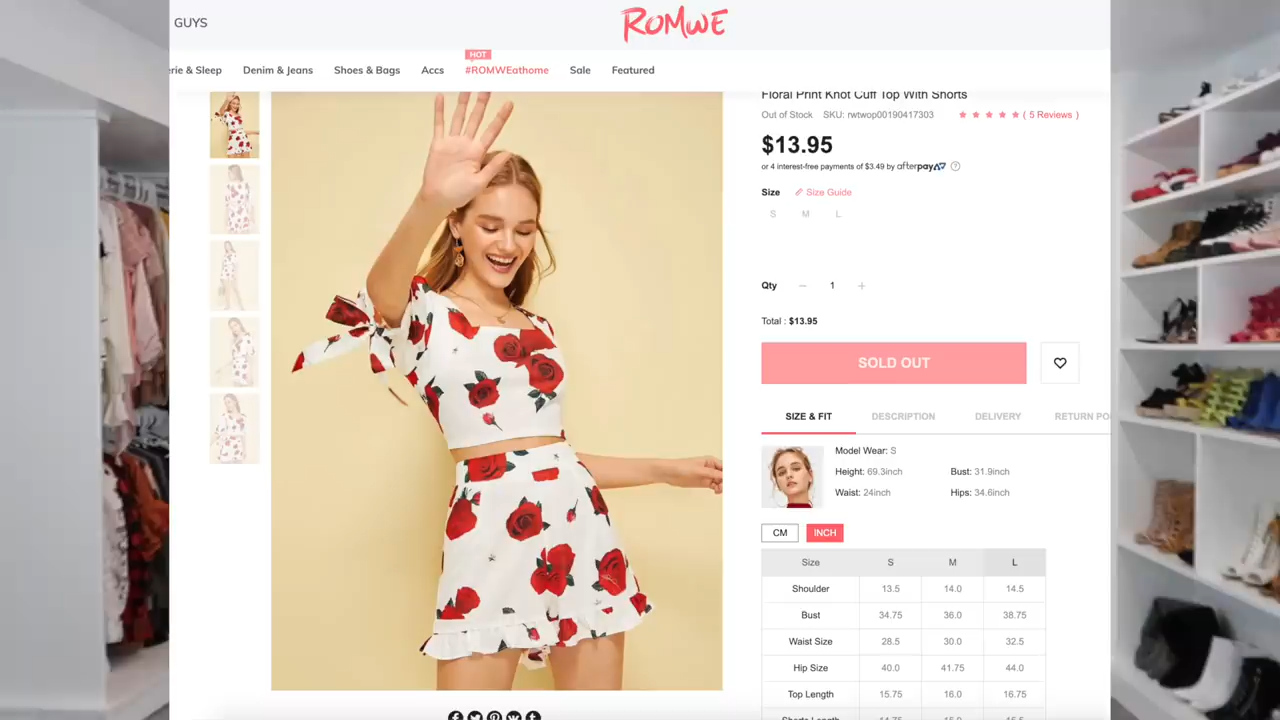 GUYS
ROMWE
HOT
rie & Sleep Denim & Jeans Shoes & Bags Accs #ROMWEathome Sale Featured
Floral Print Knot Cuff Top With Shorts
Out of Stock SKU: rwtwop00190417303 ( 5 Reviews )
$13.95
or 4 interest-free payments of $3.49 by afterpay ?
Size Size Guide
S M L
Qty — 1 +
Total : $13.95
SOLD OUT
SIZE & FIT DESCRIPTION DELIVERY RETURN PO
Model Wear: S
Height: 69.3inch Bust: 31.9inch
Waist: 24inch Hips: 34.6inch
CM INCH
Size S M L
Shoulder 13.5 14.0 14.5
Bust 34.75 36.0 38.75
Waist Size 28.5 30.0 32.5
Hip Size 40.0 41.75 44.0
Top Length 15.75 16.0 16.75